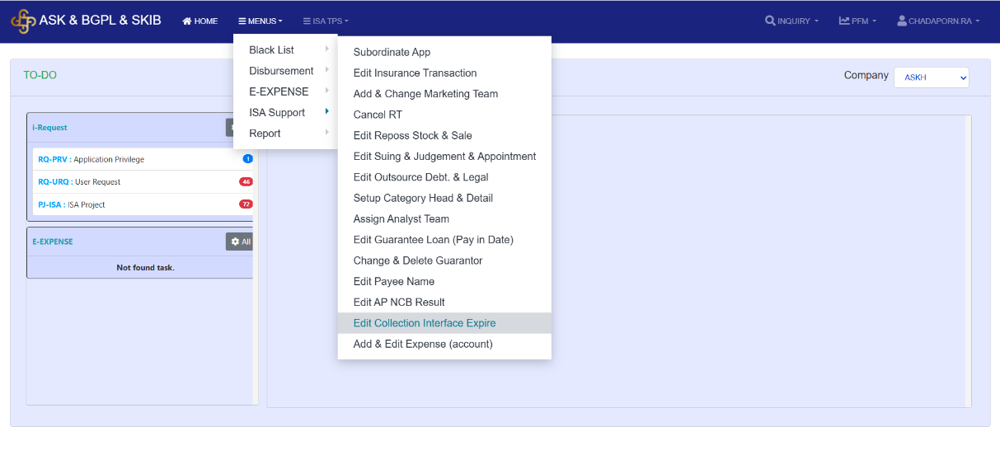 ASK & BGPL & SKIB
HOME
MENUS
ISA TPS
INQUIRY
PFM
CHADAPORN.RA
TO-DO
Company
ASKH
Black List
Disbursement
E-EXPENSE
ISA Support
Report
Subordinate App
Edit Insurance Transaction
Add & Change Marketing Team
Cancel RT
Edit Reposs Stock & Sale
Edit Suing & Judgement & Appointment
Edit Outsource Debt. & Legal
Setup Category Head & Detail
Assign Analyst Team
Edit Guarantee Loan (Pay in Date)
Change & Delete Guarantor
Edit Payee Name
Edit AP NCB Result
Edit Collection Interface Expire
Add & Edit Expense (account)
i-Request
RQ-PRV : Application Privilege 1
RQ-URQ : User Request 46
PJ-ISA : ISA Project 72
E-EXPENSE
All
Not found task.